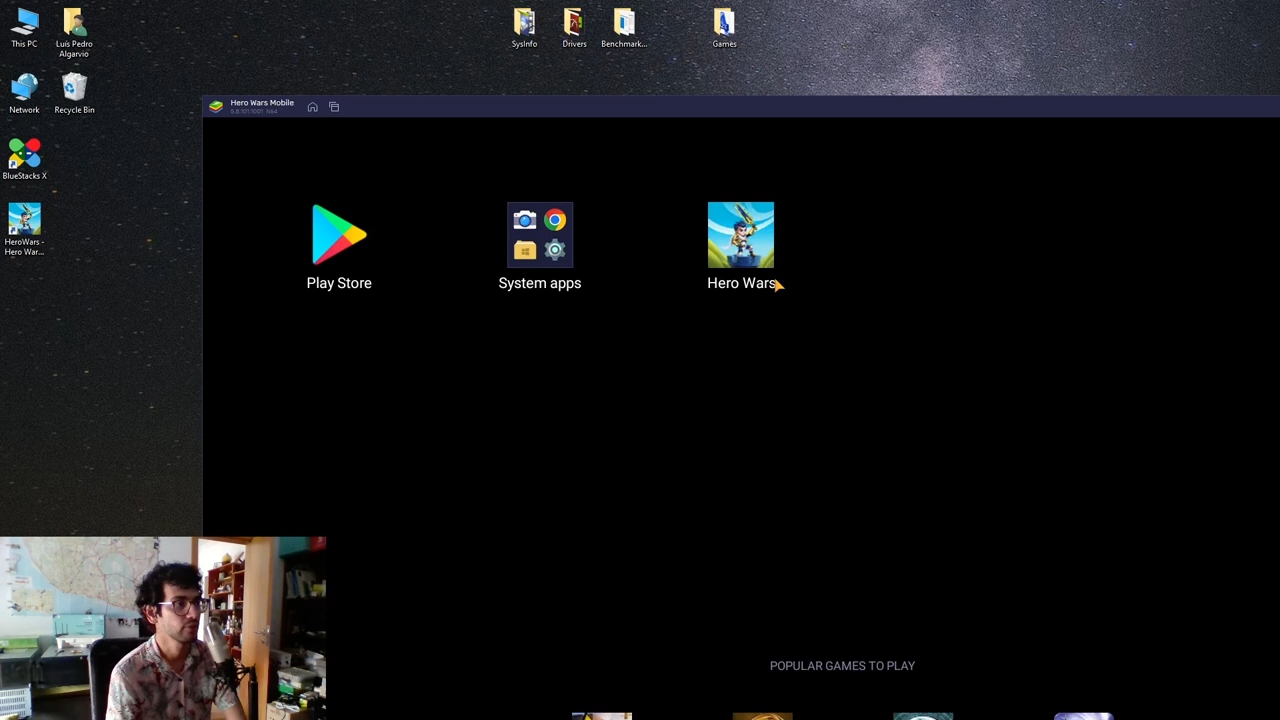 This PC
Luís Pedro
Algarvio
SysInfo
Drivers
Benchmark...
Games
Network
Recycle Bin
Hero Wars Mobile
BlueStacks X
HeroWars -
Hero War...
Play Store
System apps
Hero Wars
POPULAR GAMES TO PLAY